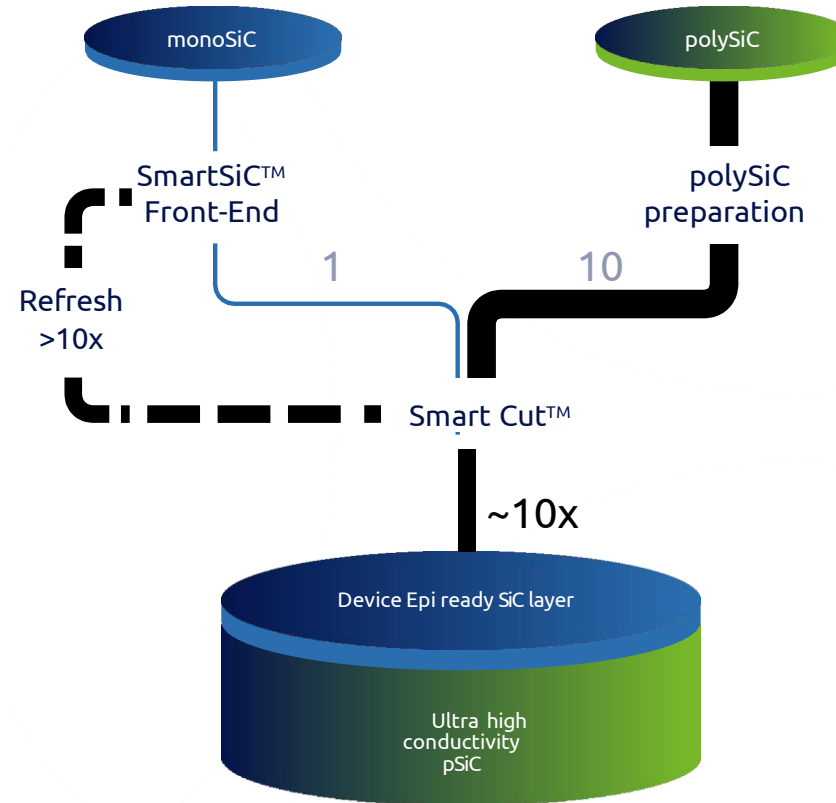 monoSiC
polySiC
SmartSiC™
Front-End
polySiC
preparation
1
10
Refresh
>10x
Smart Cut™
~10x
Device Epi ready SiC layer
Ultra high
conductivity
pSiC